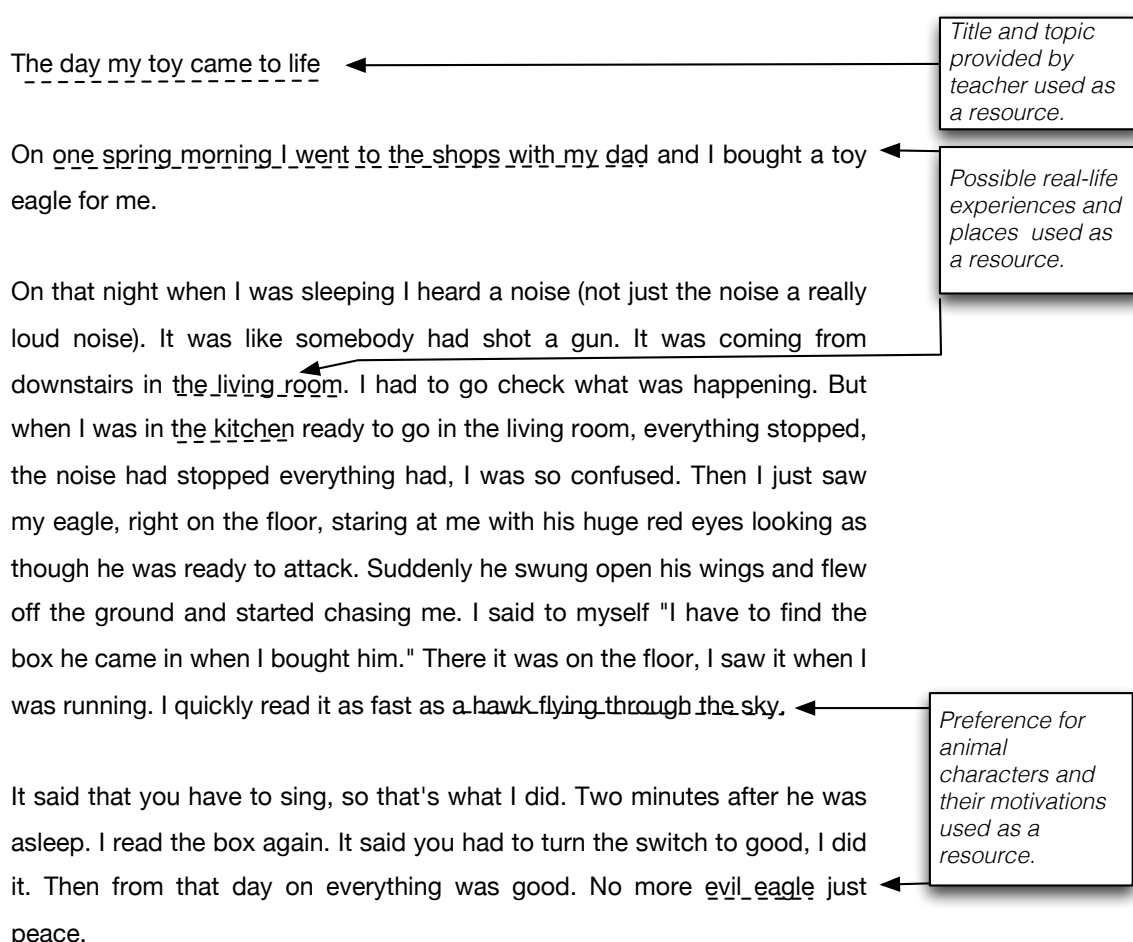 The day my toy came to life
Title and topic
provided by
teacher used as
a resource.
On one spring morning I went to the shops with my dad and I bought a toy
eagle for me.
Possible real-life
experiences and
places used as
a resource.
On that night when I was sleeping I heard a noise (not just the noise a really
loud noise). It was like somebody had shot a gun. It was coming from
downstairs in the living room. I had to go check what was happening. But
when I was in the kitchen ready to go in the living room, everything stopped,
the noise had stopped everything had, I was so confused. Then I just saw
my eagle, right on the floor, staring at me with his huge red eyes looking as
though he was ready to attack. Suddenly he swung open his wings and flew
off the ground and started chasing me. I said to myself "I have to find the
box he came in when I bought him." There it was on the floor, I saw it when I
was running. I quickly read it as fast as a hawk flying through the sky.
Preference for
animal
characters and
their motivations
used as a
resource.
It said that you have to sing, so that's what I did. Two minutes after he was
asleep. I read the box again. It said you had to turn the switch to good, I did
it. Then from that day on everything was good. No more evil eagle just
peace.